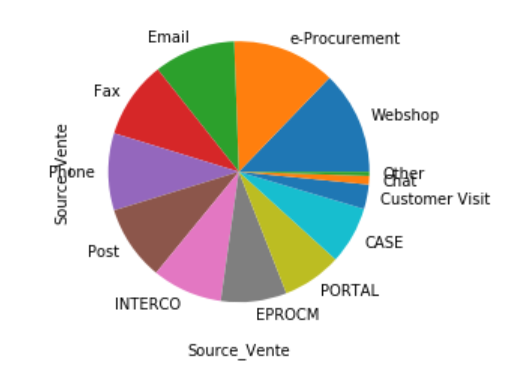 Email
e-Procurement
Fax
Webshop
Source_Vente
Phone
Other
Chat
Customer Visit
Post
CASE
INTERCO
PORTAL
EPROCM
Source_Vente